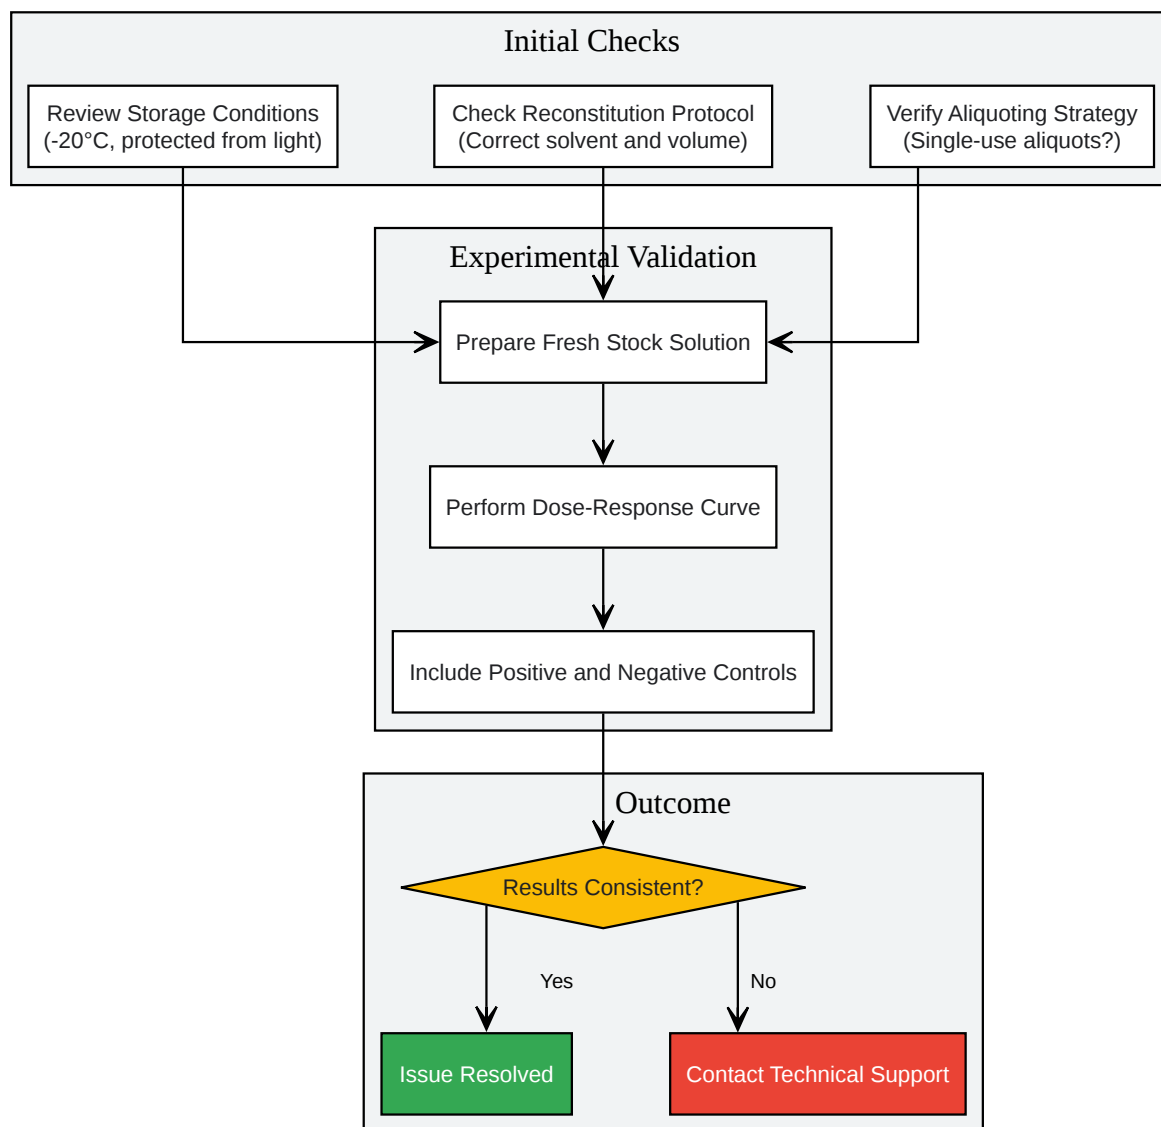 Initial Checks
Review Storage Conditions
(-20°C, protected from light)
Check Reconstitution Protocol
(Correct solvent and volume)
Verify Aliquoting Strategy
(Single-use aliquots?)
Experimental Validation
Prepare Fresh Stock Solution
Perform Dose-Response Curve
Include Positive and Negative Controls
Outcome
Results Consistent?
Yes
No
Issue Resolved
Contact Technical Support